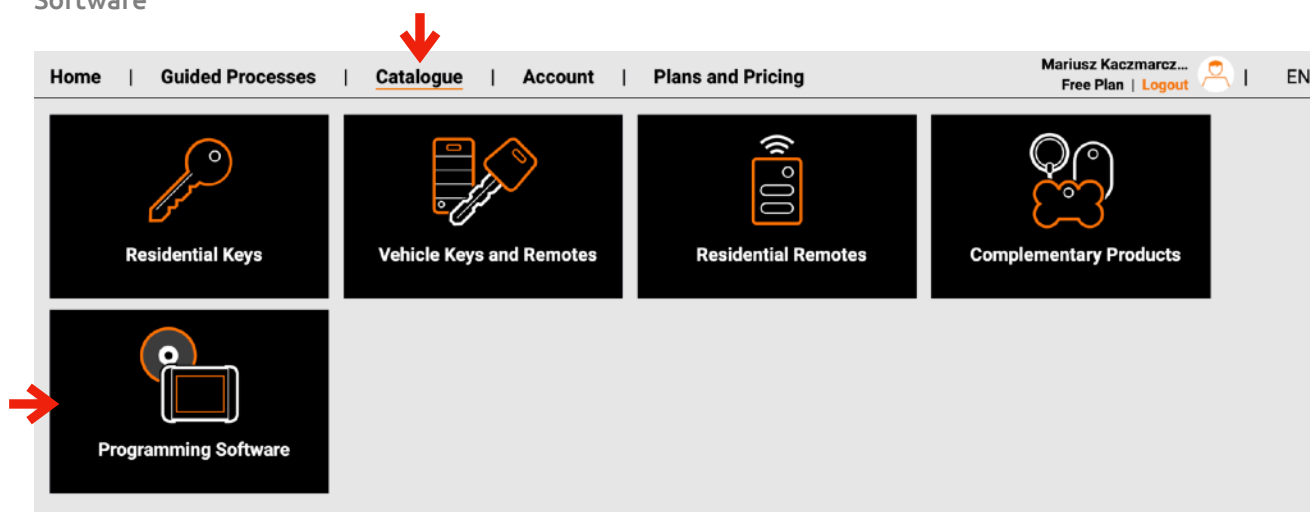 Software
Home | Guided Processes | Catalogue | Account | Plans and Pricing
Mariusz Kaczmarcz...
Free Plan | Logout
| EN
Residential Keys
Vehicle Keys and Remotes
Residential Remotes
Complementary Products
Programming Software